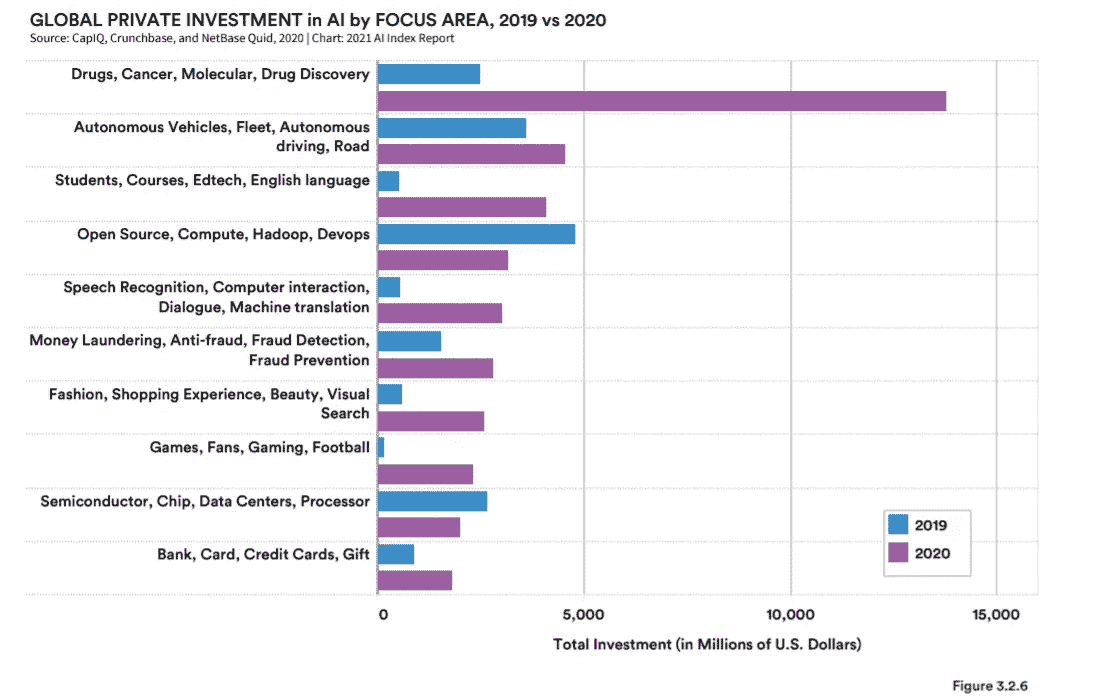 GLOBAL PRIVATE INVESTMENT in AI by FOCUS AREA, 2019 vs 2020
Source: CapIQ, Crunchbase, and NetBase Quid, 2020 | Chart: 2021 AI Index Report
Drugs, Cancer, Molecular, Drug Discovery
Autonomous Vehicles, Fleet, Autonomous
driving, Road
Students, Courses, Edtech, English language
Open Source, Compute, Hadoop, Devops
Speech Recognition, Computer interaction,
Dialogue, Machine translation
Money Laundering, Anti-fraud, Fraud Detection,
Fraud Prevention
Fashion, Shopping Experience, Beauty, Visual
Search
Games, Fans, Gaming, Football
Semiconductor, Chip, Data Centers, Processor
Bank, Card, Credit Cards, Gift
2019
2020
0 5,000 10,000 15,000
Total Investment (in Millions of U.S. Dollars)
Figure 3.2.6